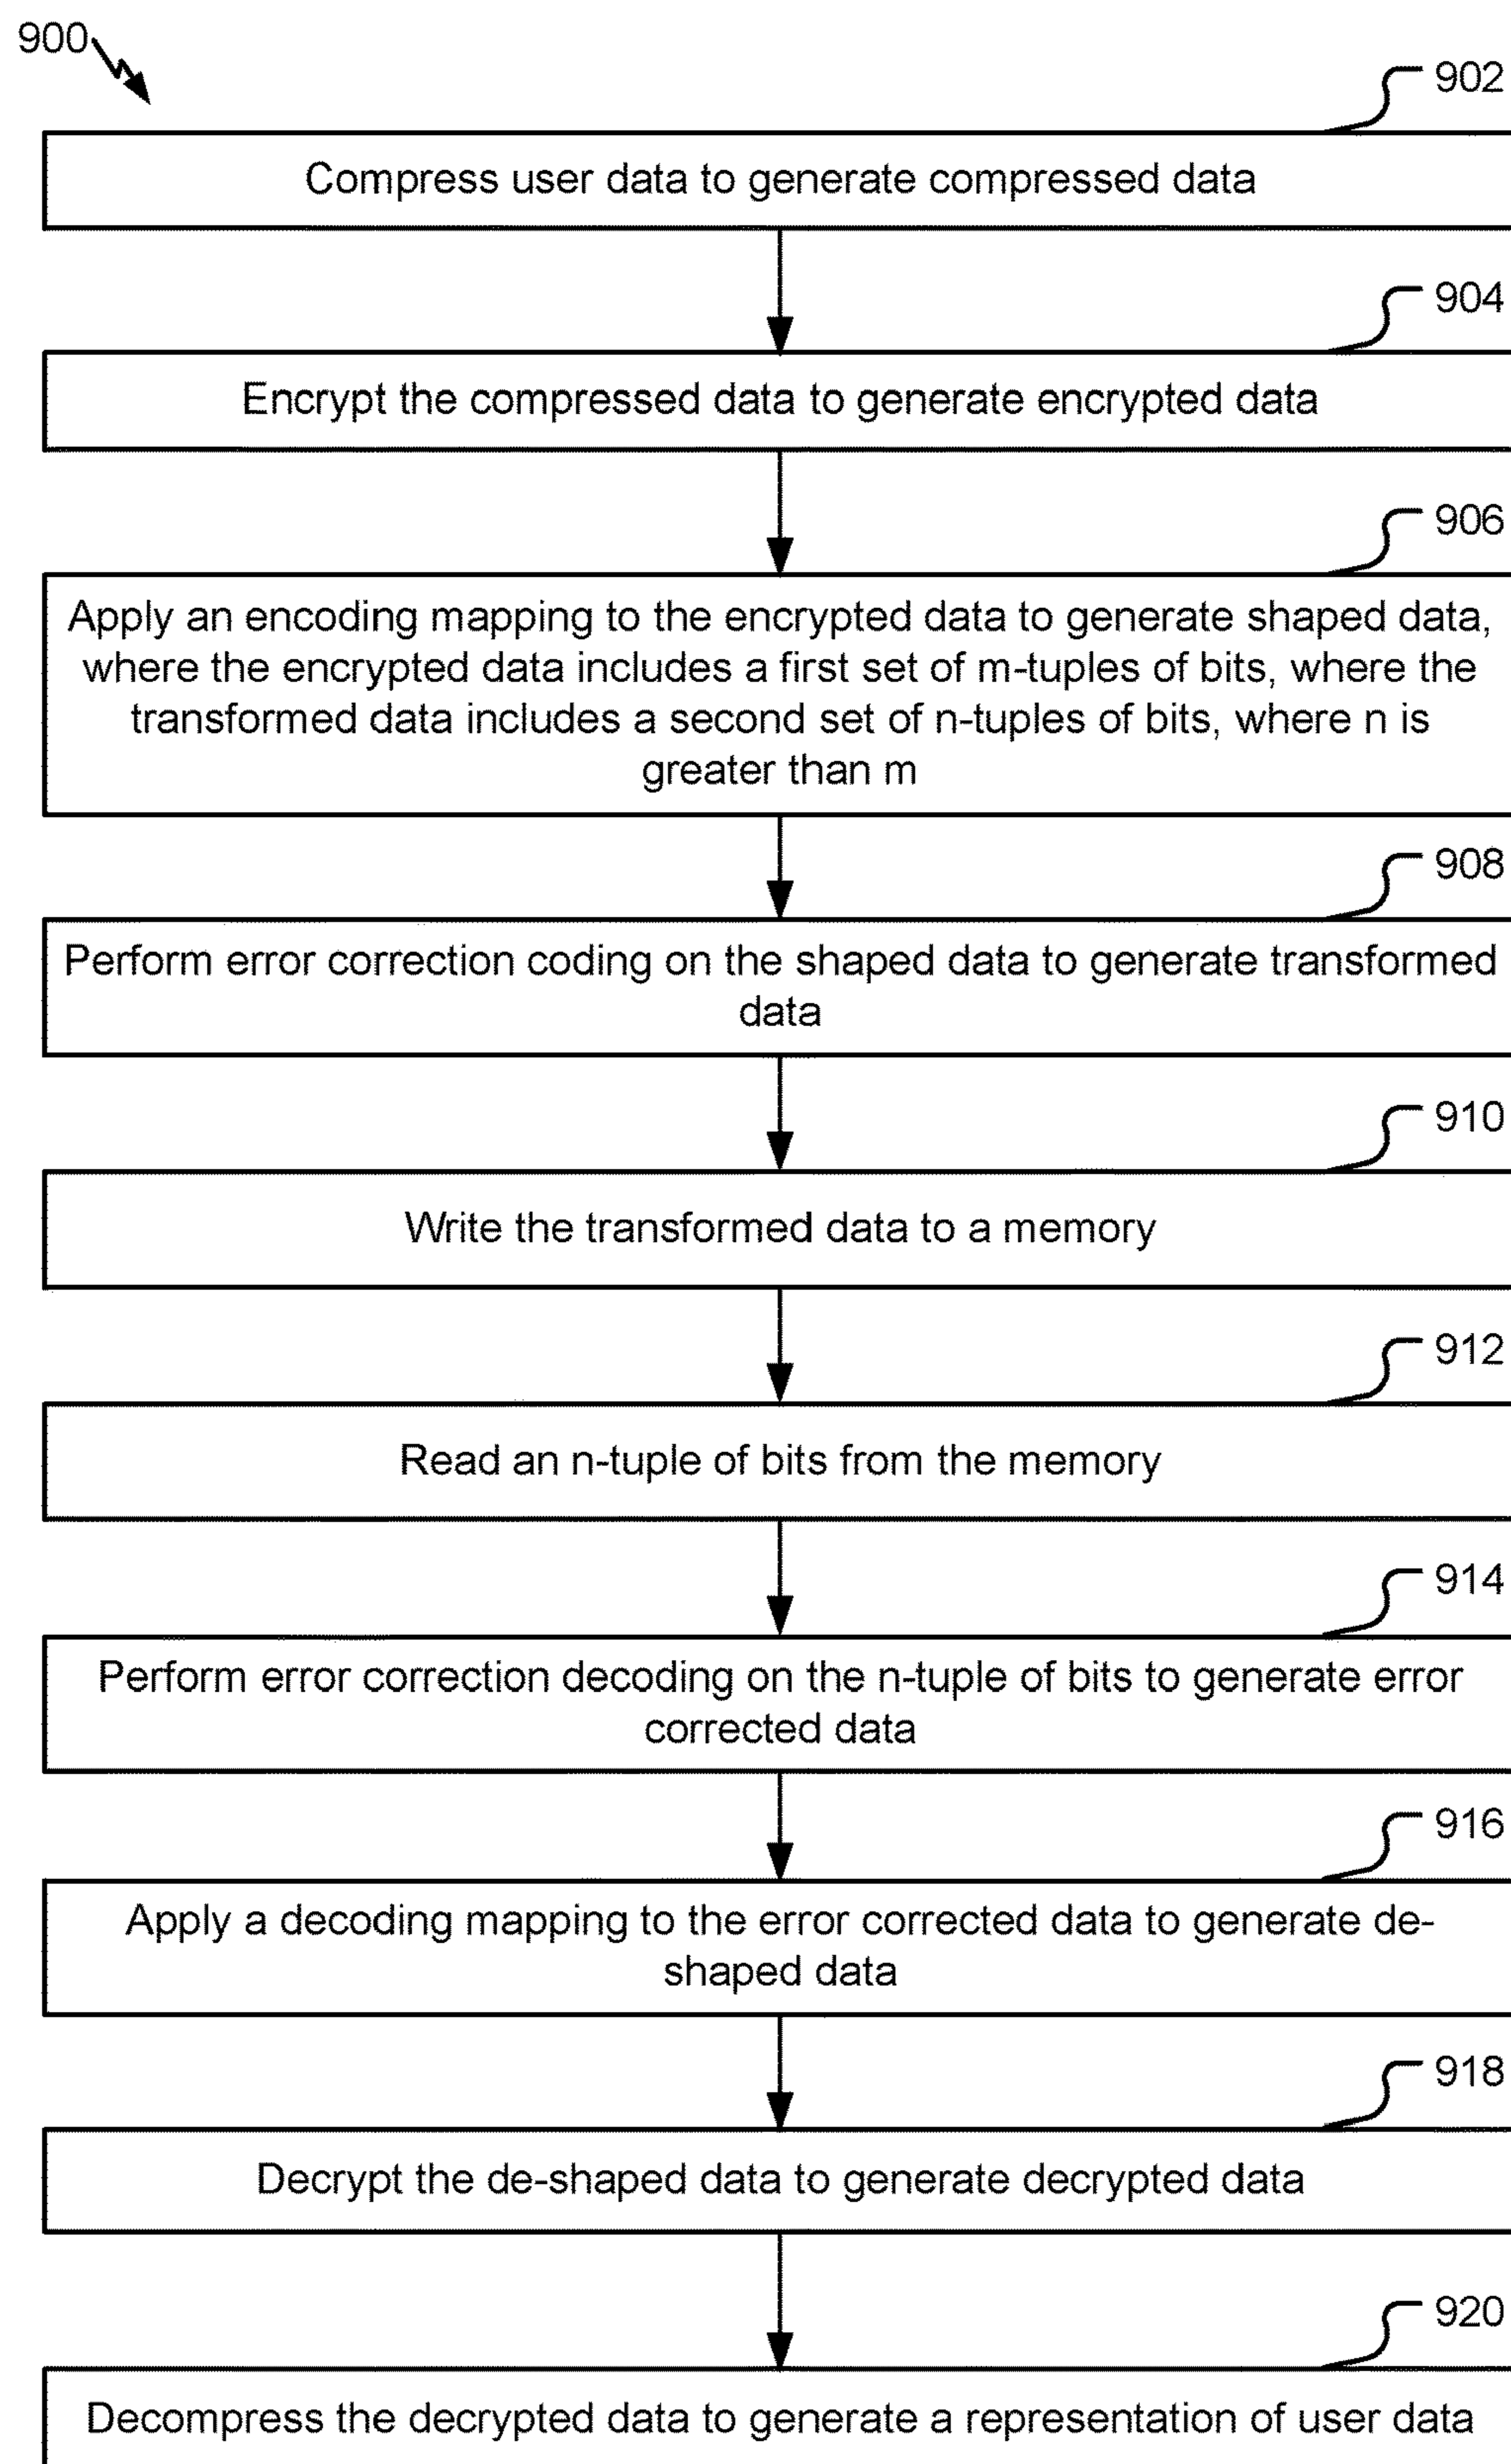 900
902
Compress user data to generate compressed data
904
Encrypt the compressed data to generate encrypted data
906
Apply an encoding mapping to the encrypted data to generate shaped data,
where the encrypted data includes a first set of m-tuples of bits, where the
transformed data includes a second set of n-tuples of bits, where n is
greater than m
908
Perform error correction coding on the shaped data to generate transformed
data
910
Write the transformed data to a memory
912
Read an n-tuple of bits from the memory
914
Perform error correction decoding on the n-tuple of bits to generate error
corrected data
916
Apply a decoding mapping to the error corrected data to generate de-
shaped data
918
Decrypt the de-shaped data to generate decrypted data
920
Decompress the decrypted data to generate a representation of user data